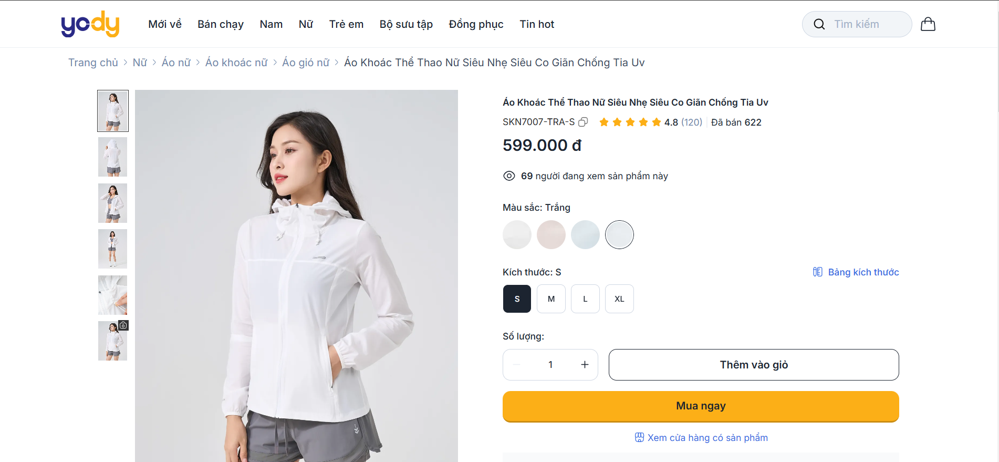 yody
Mới về Bán chạy Nam Nữ Trẻ em Bộ sưu tập Đồng phục Tin hot
Tìm kiếm
Trang chủ > Nữ > Áo nữ > Áo khoác nữ > Áo gió nữ > Áo Khoác Thể Thao Nữ Siêu Nhẹ Siêu Co Giãn Chống Tia Uv
Áo Khoác Thể Thao Nữ Siêu Nhẹ Siêu Co Giãn Chống Tia Uv
SKN7007-TRA-S 4.8 (120) Đã bán 622
599.000 đ
69 người đang xem sản phẩm này
Màu sắc: Trắng
Kích thước: S
Bảng kích thước
S M L XL
Số lượng:
1
Thêm vào giỏ
Mua ngay
Xem cửa hàng có sản phẩm